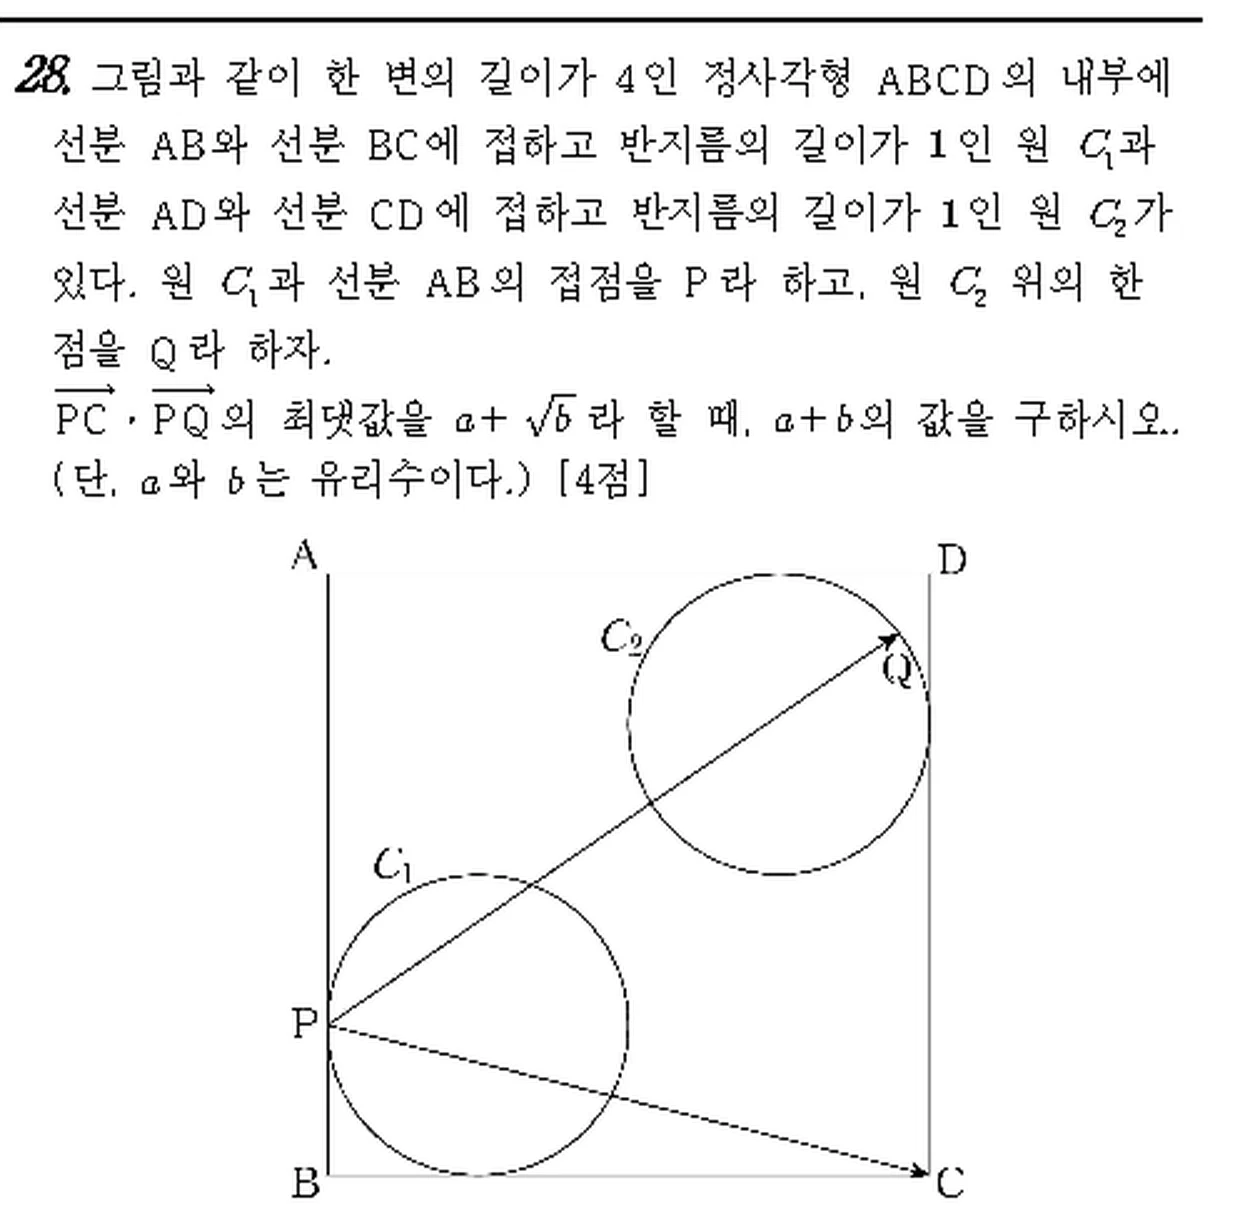 28. 그림과 같이 한 변의 길이가 4인 정사각형 ABCD의 내부에
선분 AB와 선분 BC에 접하고 반지름의 길이가 1인 원 C₁과
선분 AD와 선분 CD에 접하고 반지름의 길이가 1인 원 C₂가
있다. 원 C₁과 선분 AB의 접점을 P라 하고, 원 C₂ 위의 한
점을 Q라 하자.
PC · PQ의 최댓값을 a+ √b 라 할 때, a+b의 값을 구하시오..
(단, a와 b는 유리수이다.) [4점]
A
D
C₂
Q
C₁
P
B
C